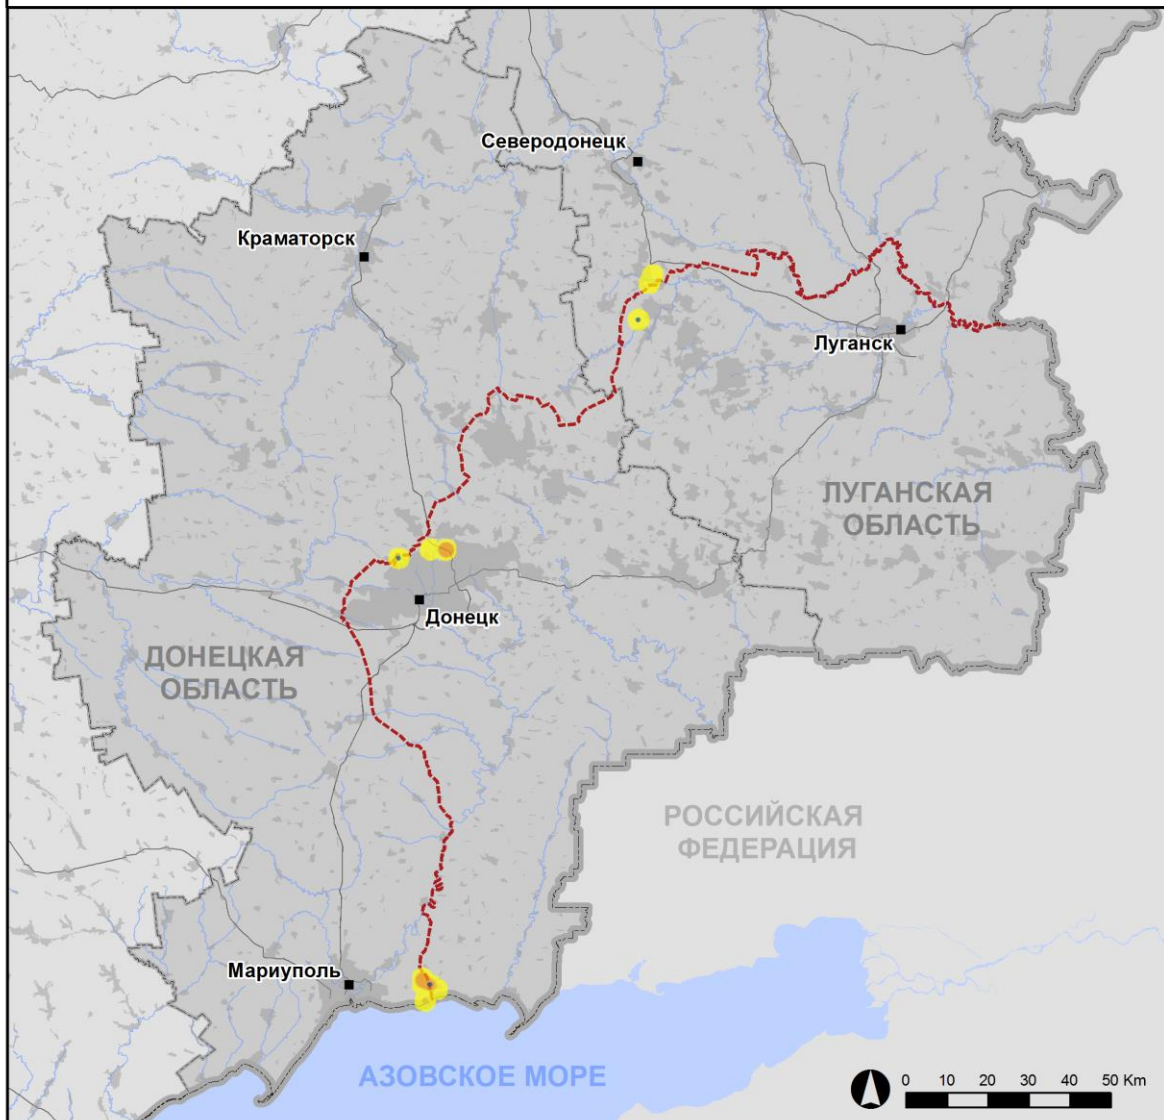 Северодонецк
Краматорск
Луганск
ЛУГАНСКАЯ
ОБЛАСТЬ
Донецк
ДОНЕЦКАЯ
ОБЛАСТЬ
РОССИЙСКАЯ
ФЕДЕРАЦИЯ
Мариуполь
АЗОВСКОЕ МОРЕ
0 10 20 30 40 50 Km